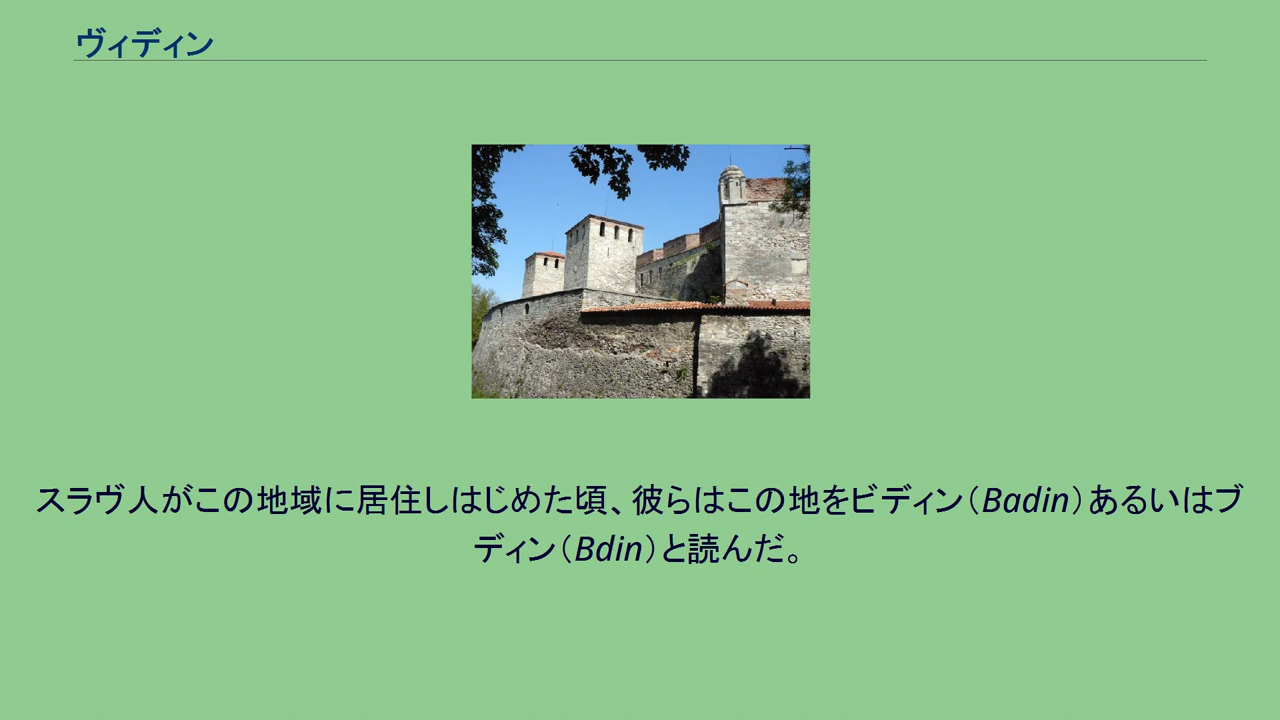 ヴィディン
スラヴ人がこの地域に居住しはじめた頃、彼らはこの地をビディン（Badin）あるいはブ
ディン（Bdin）と読んだ。